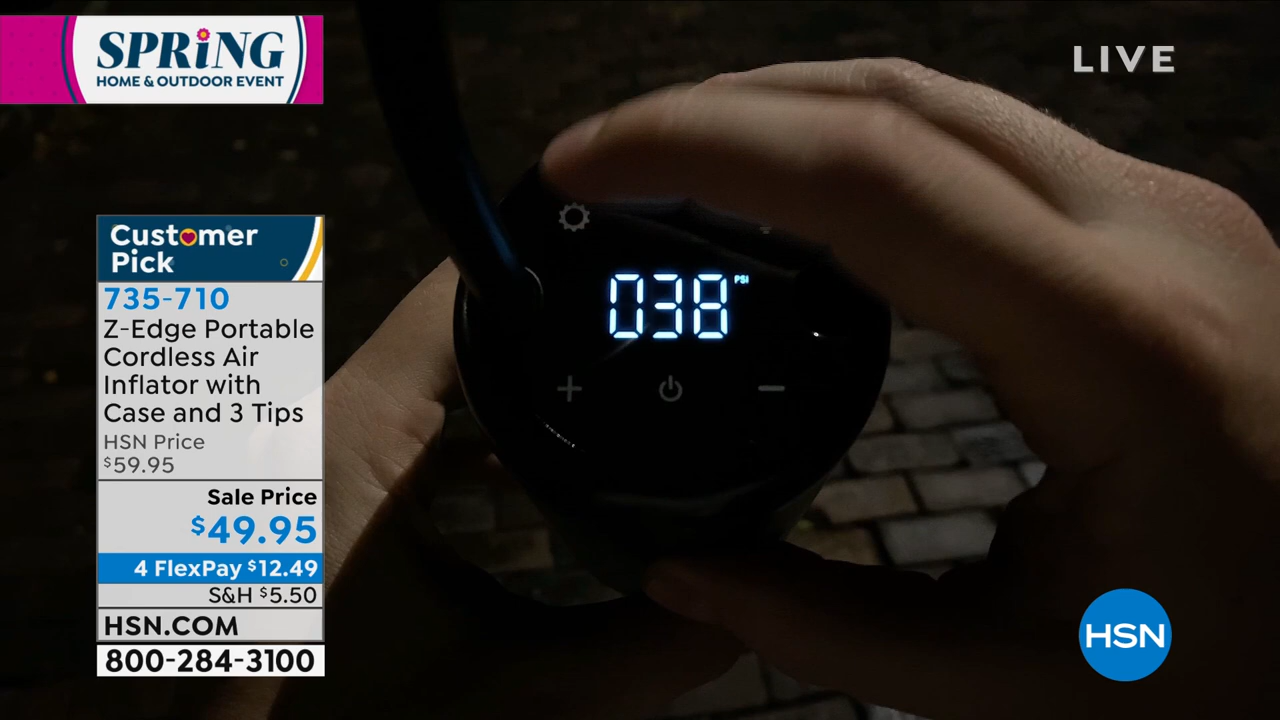 SPRiNG
HOME & OUTDOOR EVENT
LIVE
Customer
Pick
735-710
Z-Edge Portable
Cordless Air
Inflator with
Case and 3 Tips
HSN Price
$59.95
Sale Price
$49.95
4 FlexPay $12.49
S&H $5.50
HSN.COM
800-284-3100
038 PSI
HSN